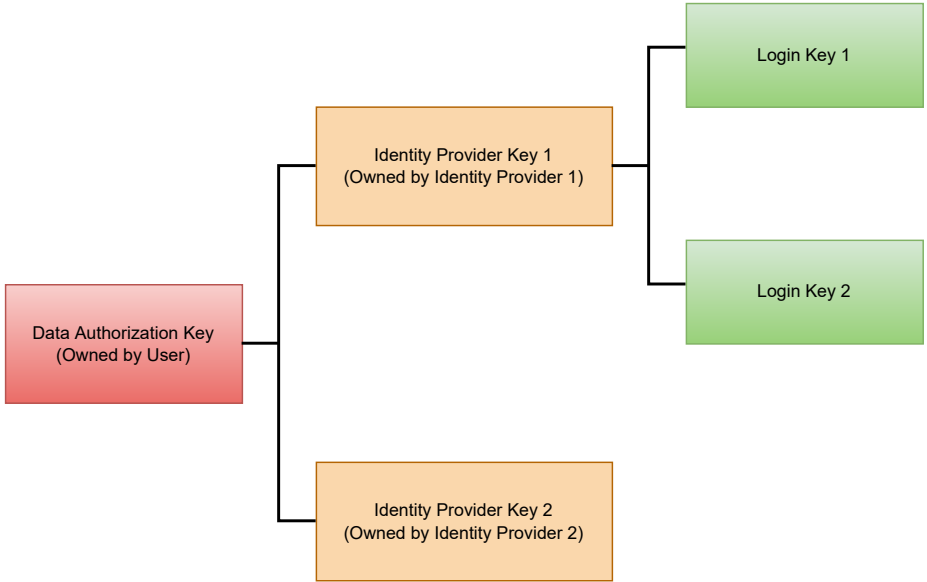 Login Key 1
Identity Provider Key 1
(Owned by Identity Provider 1)
Login Key 2
Data Authorization Key
(Owned by User)
Identity Provider Key 2
(Owned by Identity Provider 2)